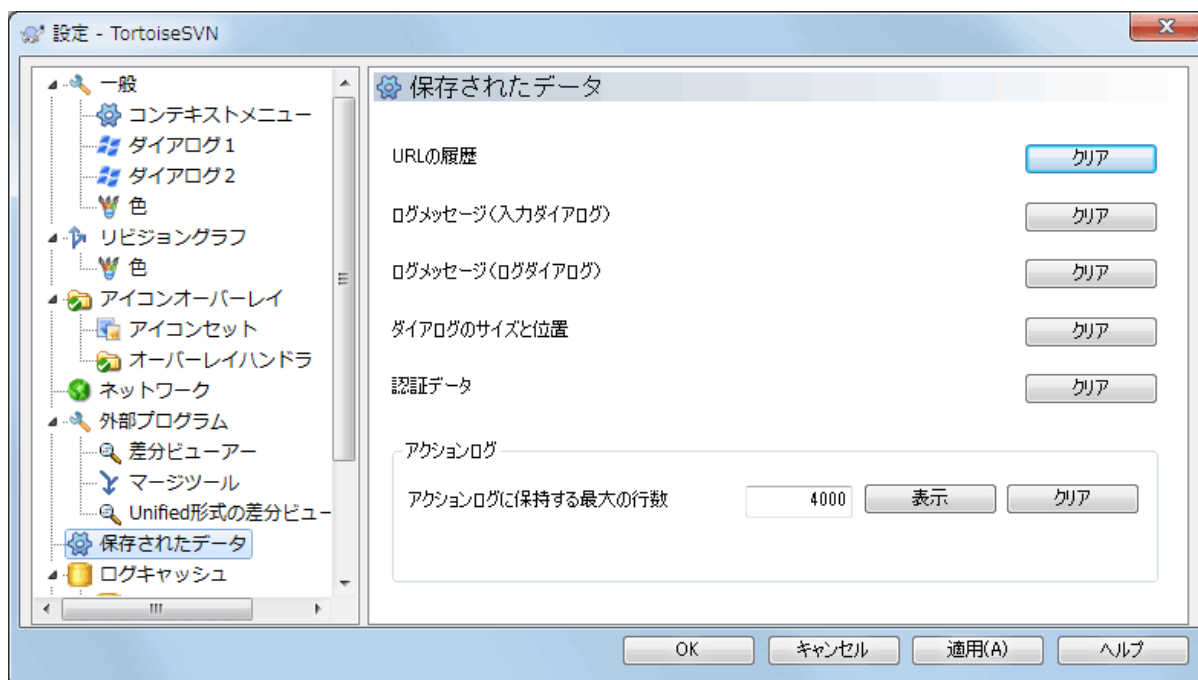 設定 - TortoiseSVN
一般
コンテキストメニュー
ダイアログ1
ダイアログ2
色
リビジョングラフ
色
アイコンオーバーレイ
アイコンセット
オーバーレイハンドラ
ネットワーク
外部プログラム
差分ビューアー
マージツール
Unified形式の差分ビュー
保存されたデータ
ログキャッシュ
保存されたデータ
URLの履歴 クリア
ログメッセージ(入力ダイアログ) クリア
ログメッセージ(ログダイアログ) クリア
ダイアログのサイズと位置 クリア
認証データ クリア
アクションログ
アクションログに保持する最大の行数 4000 表示 クリア
OK キャンセル 適用(A) ヘルプ